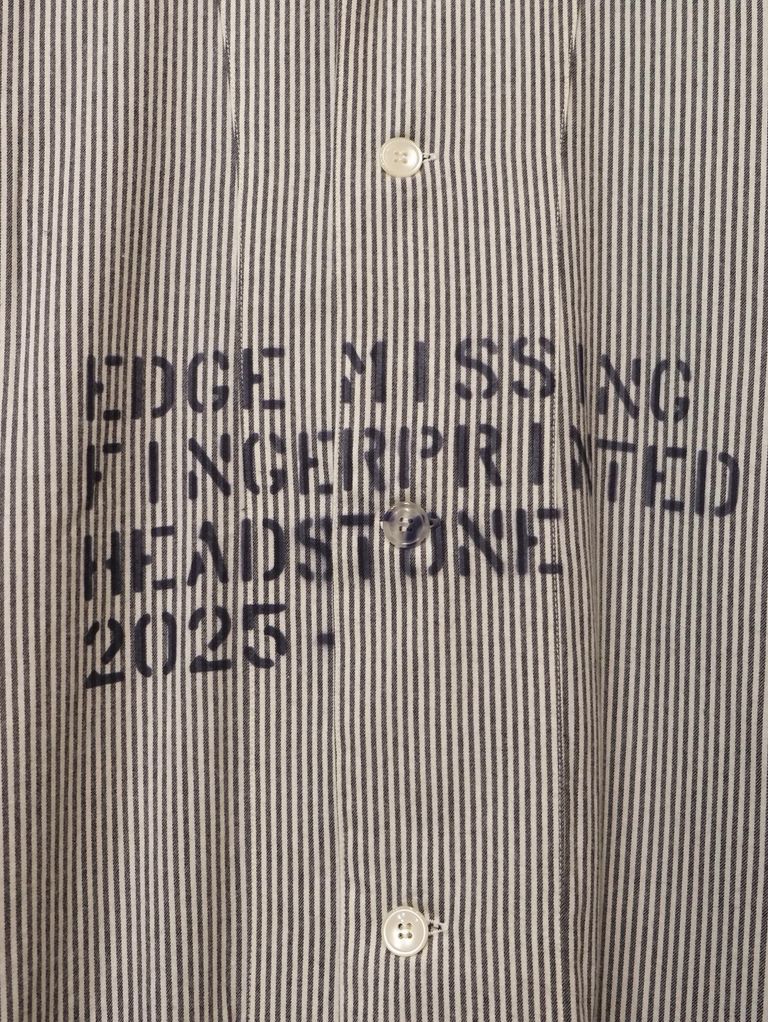 EDGE MISSING
FINGERPRINTED
HEADSTONE
2025-